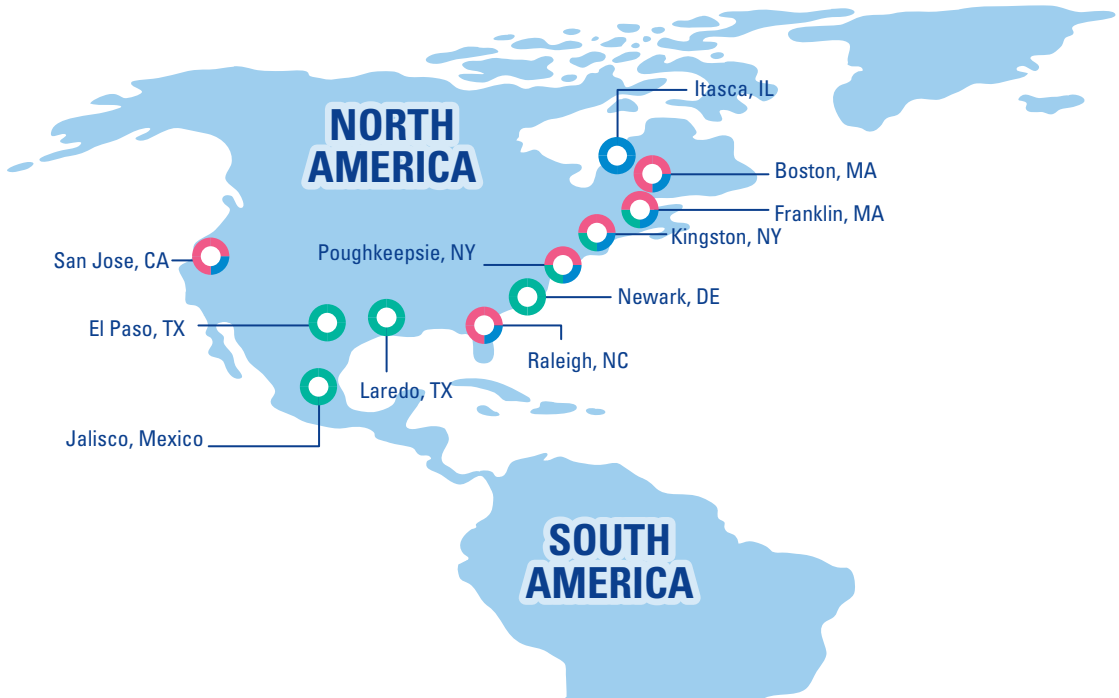 Itasca, IL
NORTH
AMERICA
Boston, MA
Franklin, MA
Kingston, NY
Poughkeepsie, NY
San Jose, CA
Newark, DE
El Paso, TX
Raleigh, NC
Laredo, TX
Jalisco, Mexico
SOUTH
AMERICA